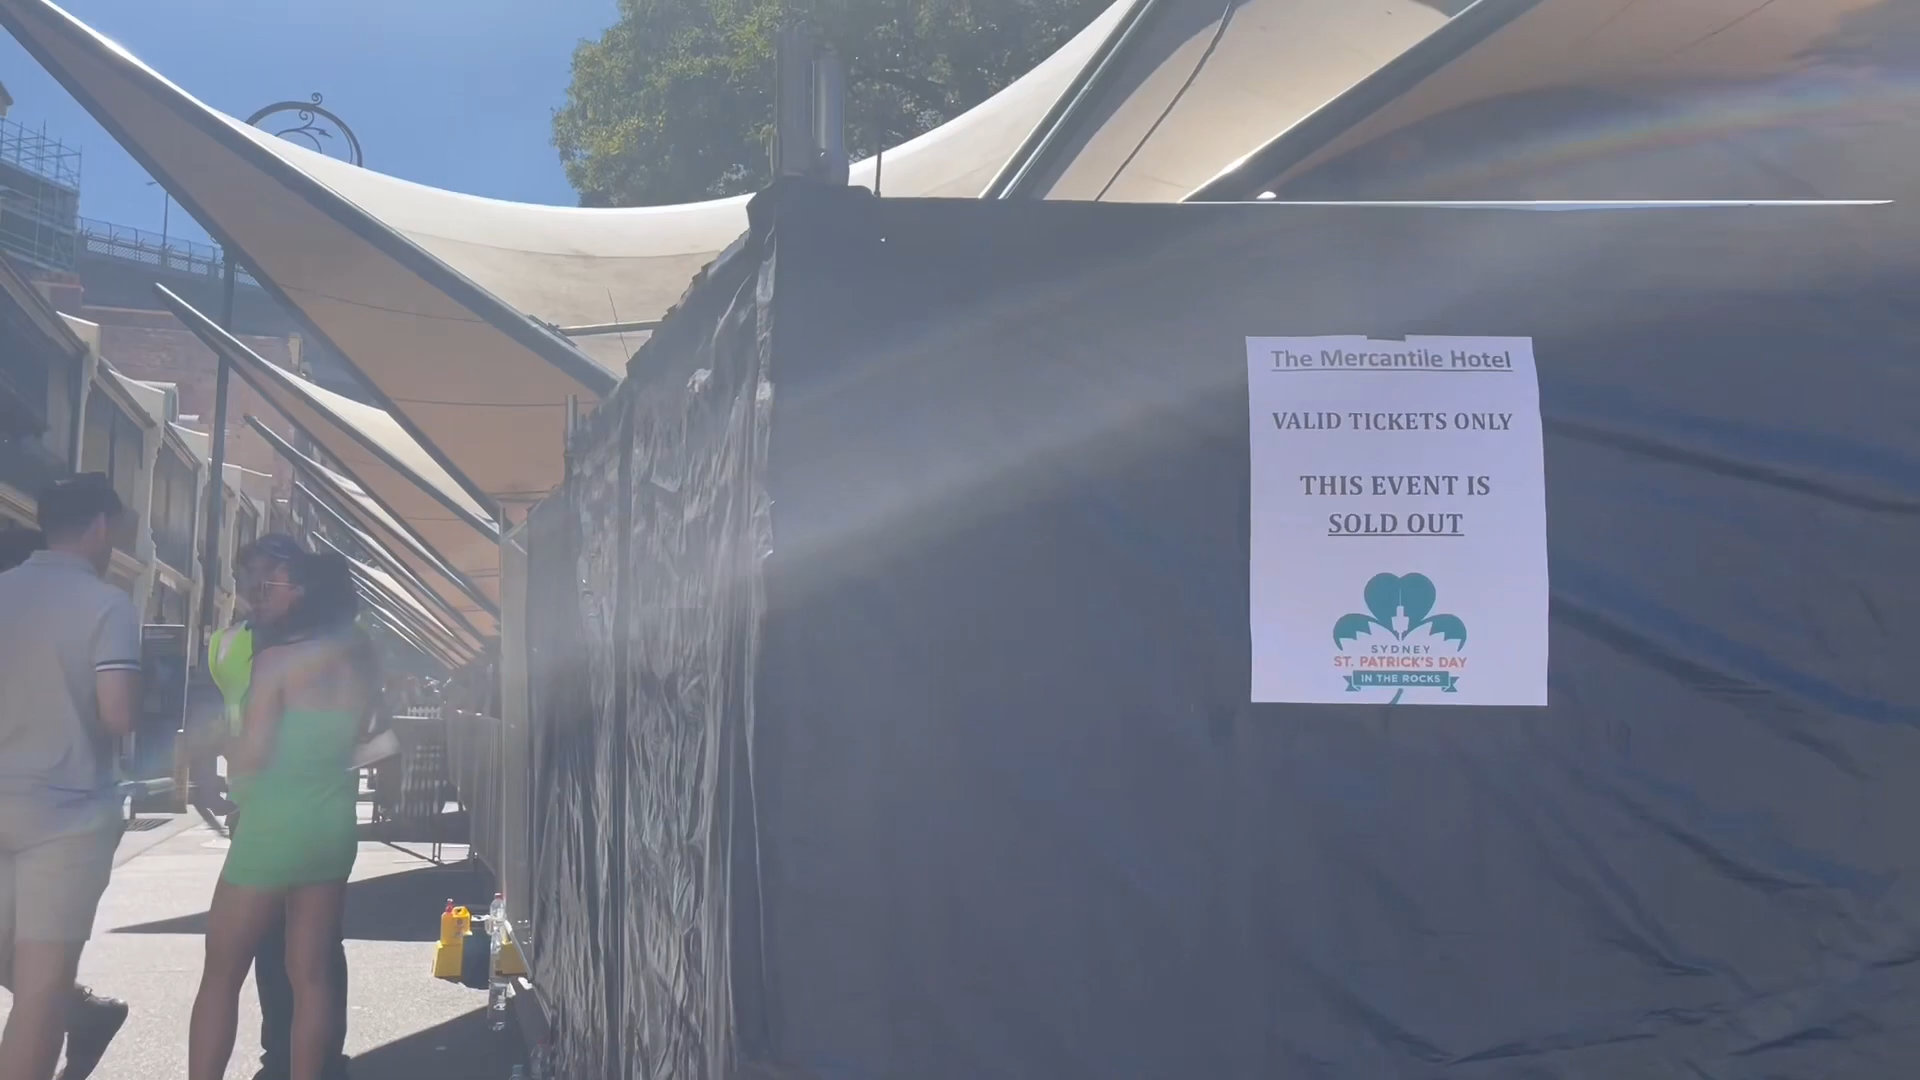 The Mercantile Hotel
VALID TICKETS ONLY
THIS EVENT IS
SOLD OUT
SYDNEY
ST. PATRICK'S DAY
IN THE ROCKS